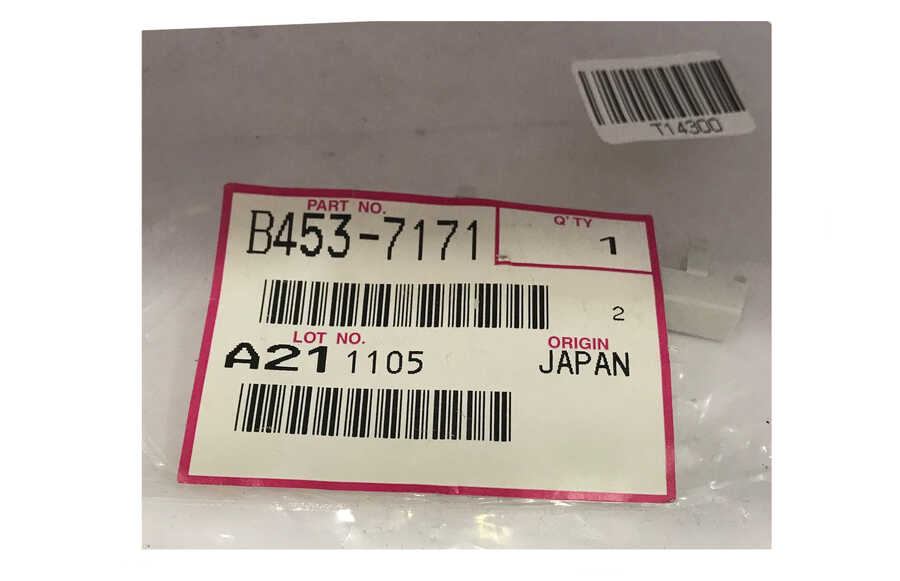 T14300
PART NO.
B453-7171
Q'TY
1
2
LOT NO.
A21 1105
ORIGIN
JAPAN